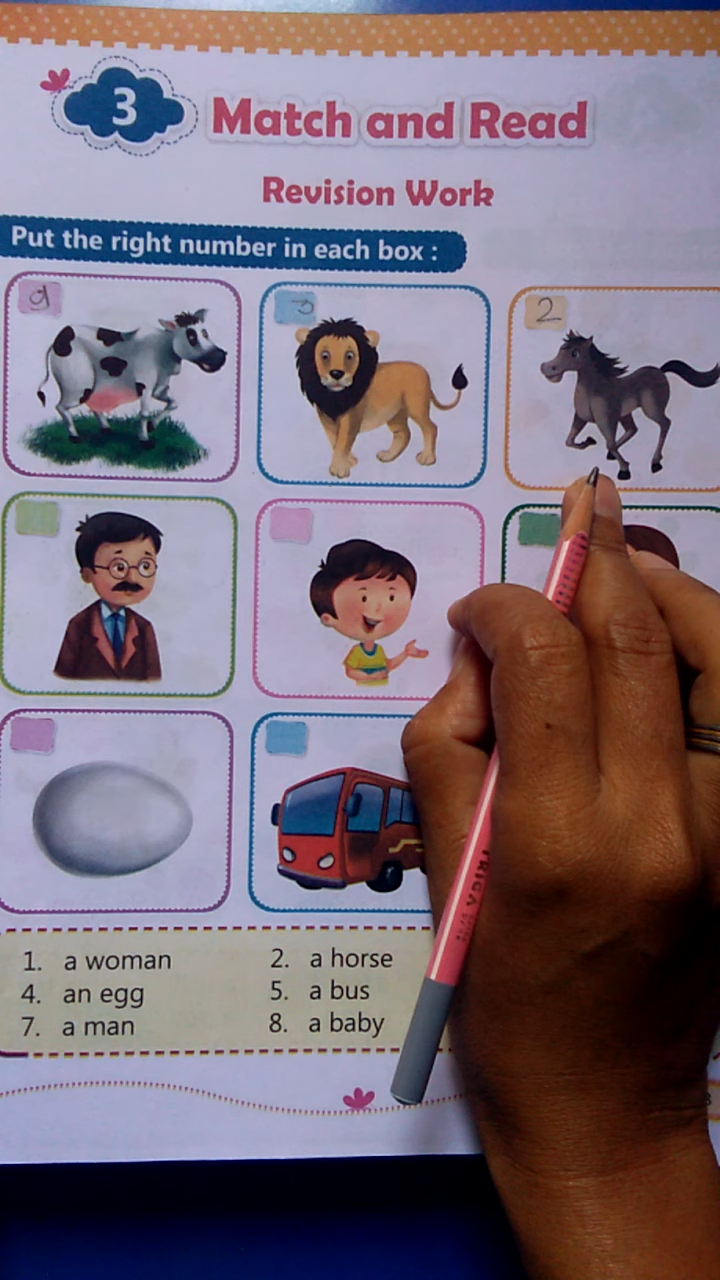 3
Match and Read
Revision Work
Put the right number in each box :
9 3 2
1. a woman 2. a horse
4. an egg 5. a bus
7. a man 8. a baby